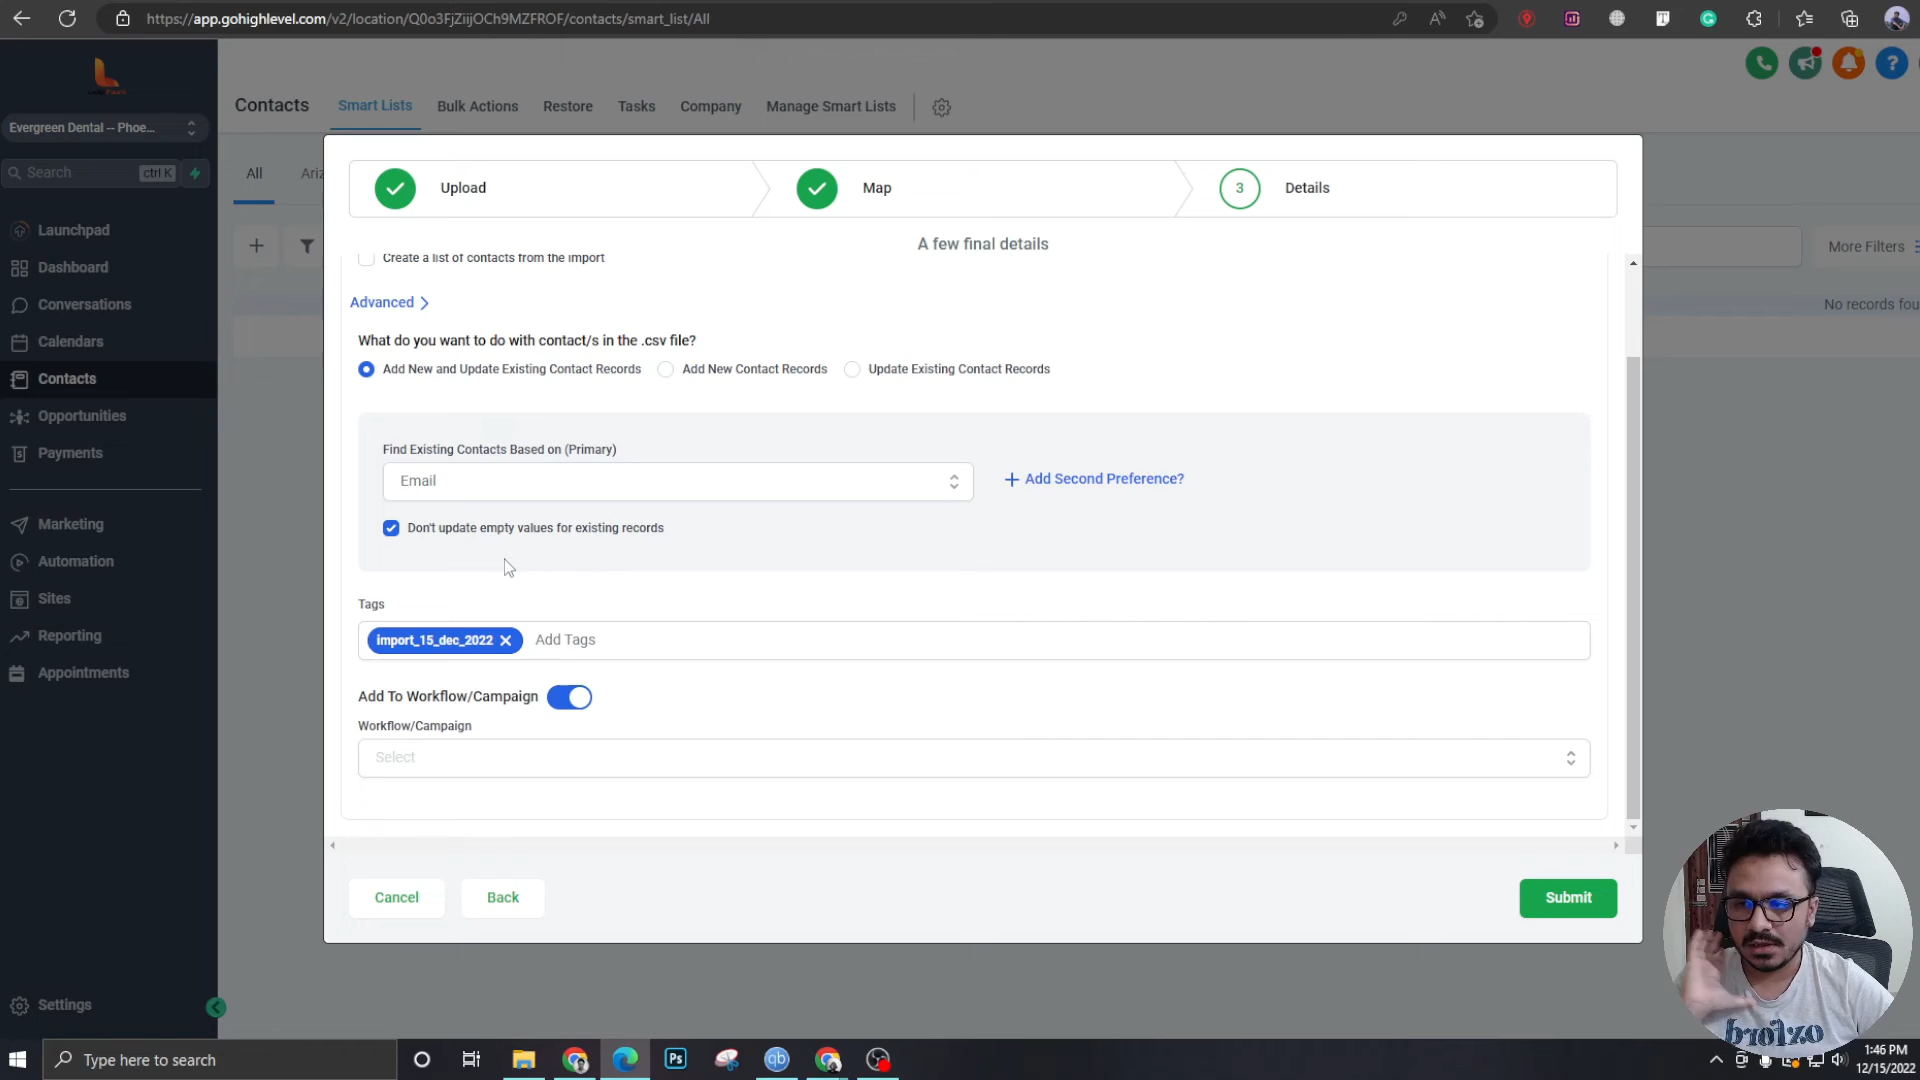 https://app.gohighlevel.com/v2/location/Q0o3FjZiijOCh9MZFROF/contacts/smart_list/All
Contacts
Smart Lists
Bulk Actions
Restore
Tasks
Company
Manage Smart Lists
Evergreen Dental -- Phoe...
Search
ctrl K
All
Ariz
Launchpad
Dashboard
Conversations
Calendars
Contacts
Opportunities
Payments
Marketing
Automation
Sites
Reporting
Appointments
Settings
More Filters
No records fou
Upload
Map
3
Details
A few final details
Create a list of contacts from the import
Advanced
What do you want to do with contact/s in the .csv file?
Add New and Update Existing Contact Records
Add New Contact Records
Update Existing Contact Records
Find Existing Contacts Based on (Primary)
Email
Add Second Preference?
Don't update empty values for existing records
Tags
import_15_dec_2022
Add Tags
Add To Workflow/Campaign
Workflow/Campaign
Select
Cancel
Back
Submit
Type here to search
Ps
qb
1:46 PM
12/15/2022